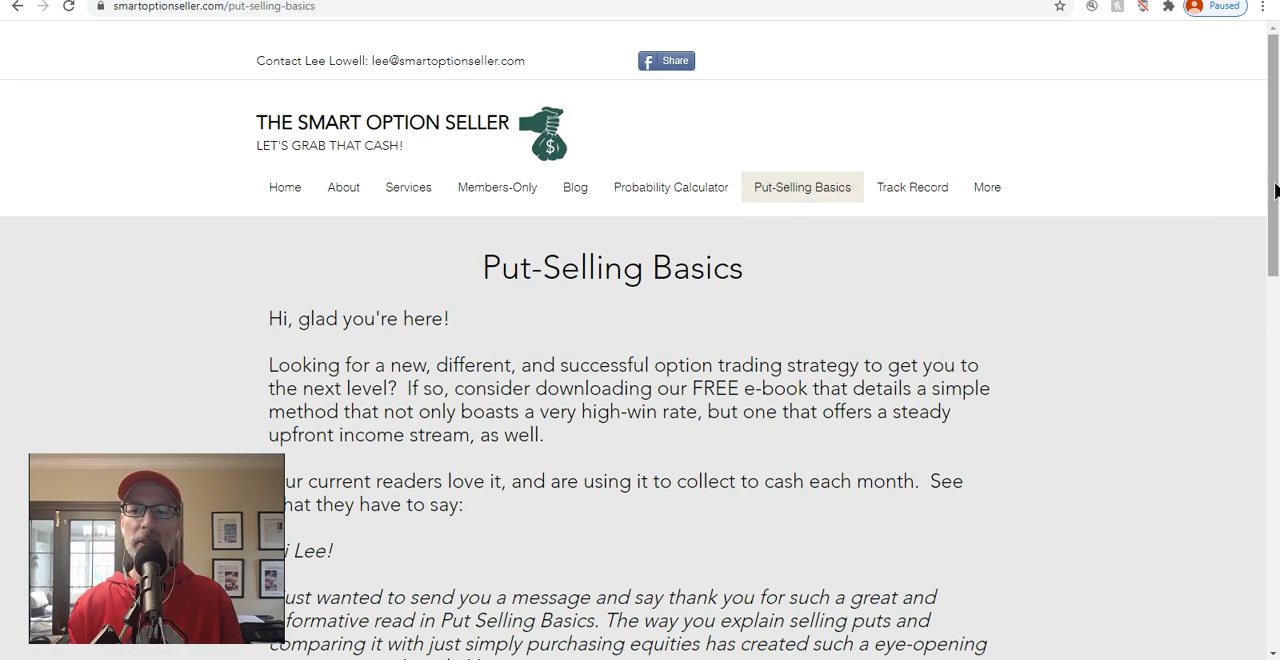 smartoptionseller.com/put-selling-basics
Paused
Contact Lee Lowell: lee@smartoptionseller.com
Share
THE SMART OPTION SELLER
LET'S GRAB THAT CASH!
Home About Services Members-Only Blog Probability Calculator Put-Selling Basics Track Record More
Put-Selling Basics
Hi, glad you're here!
Looking for a new, different, and successful option trading strategy to get you to
the next level? If so, consider downloading our FREE e-book that details a simple
method that not only boasts a very high-win rate, but one that offers a steady
upfront income stream, as well.
current readers love it, and are using it to collect to cash each month. See
they have to say:
Lee!
wanted to send you a message and say thank you for such a great and
read in Put Selling Basics. The way you explain selling puts and
comparing it with just simply purchasing equities has created such a eye-opening